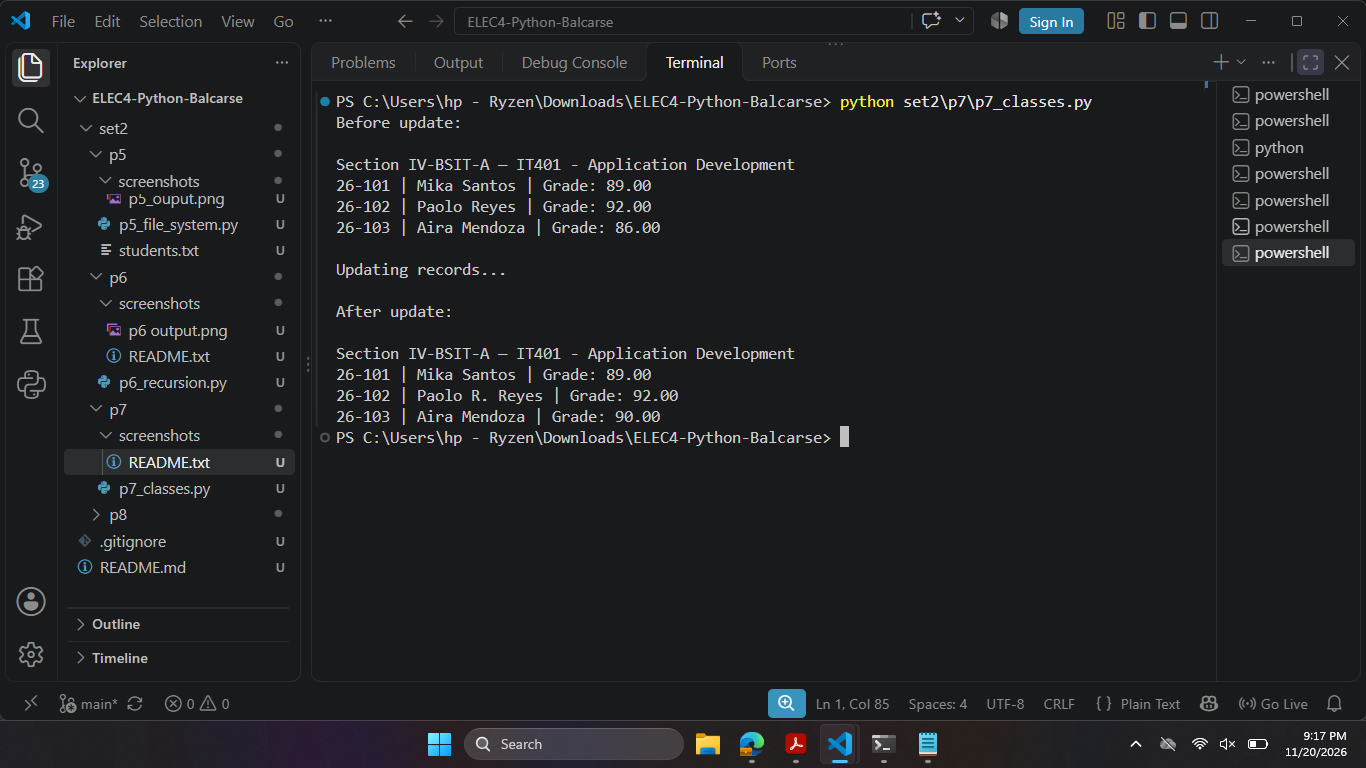 File Edit Selection View Go ··· ELEC4-Python-Balcarse Sign In
Explorer ···
ELEC4-Python-Balcarse
set2
p5
screenshots
p5_ouput.png U
p5_file_system.py U
students.txt U
p6
screenshots
p6 output.png U
README.txt U
p6_recursion.py U
p7
screenshots
README.txt U
p7_classes.py U
p8
.gitignore U
README.md U
Outline
Timeline
23
Problems Output Debug Console Terminal Ports
PS C:\Users\hp - Ryzen\Downloads\ELEC4-Python-Balcarse> python set2\p7\p7_classes.py
Before update:
Section IV-BSIT-A — IT401 - Application Development
26-101 | Mika Santos | Grade: 89.00
26-102 | Paolo Reyes | Grade: 92.00
26-103 | Aira Mendoza | Grade: 86.00
Updating records...
After update:
Section IV-BSIT-A — IT401 - Application Development
26-101 | Mika Santos | Grade: 89.00
26-102 | Paolo R. Reyes | Grade: 92.00
26-103 | Aira Mendoza | Grade: 90.00
PS C:\Users\hp - Ryzen\Downloads\ELEC4-Python-Balcarse>
powershell
powershell
python
powershell
powershell
powershell
powershell
main* 0 0 Ln 1, Col 85 Spaces: 4 UTF-8 CRLF { } Plain Text Go Live
Search
9:17 PM
11/20/2026